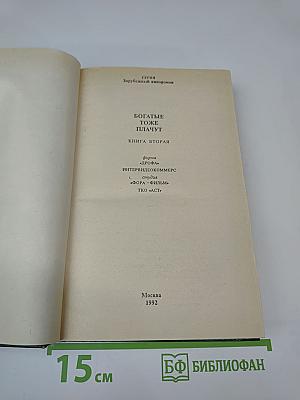 СЕРИЯ
Зарубежный кинороман
БОГАТЫЕ
ТОЖЕ
ПЛАЧУТ
КНИГА ВТОРАЯ
фирма
«ДРОФА»
ИНТЕРВИДЕОКОММЕРС
студия
«ФОРА-ФИЛЬМ»
ТКО «АСТ»
Москва
1992
15 см
БФ БИБЛИОФАН